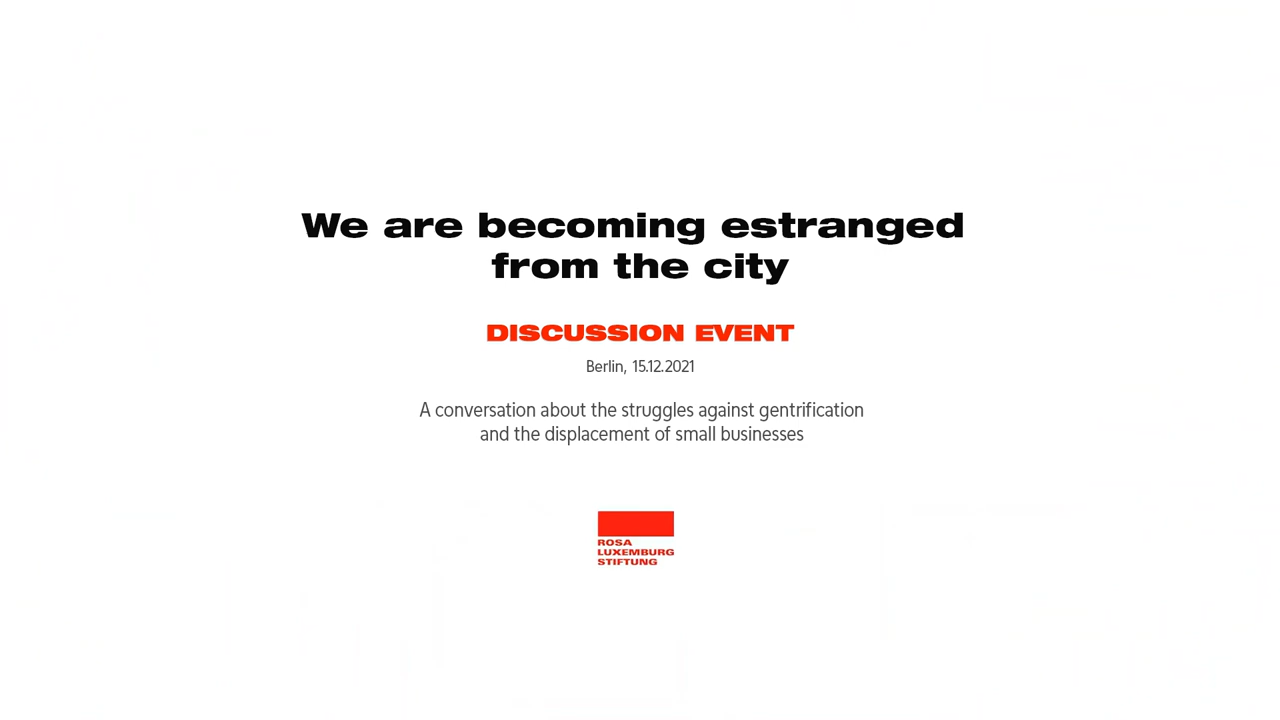 We are becoming estranged
from the city
DISCUSSION EVENT
Berlin, 15.12.2021
A conversation about the struggles against gentrification
and the displacement of small businesses
ROSA
LUXEMBURG
STIFTUNG